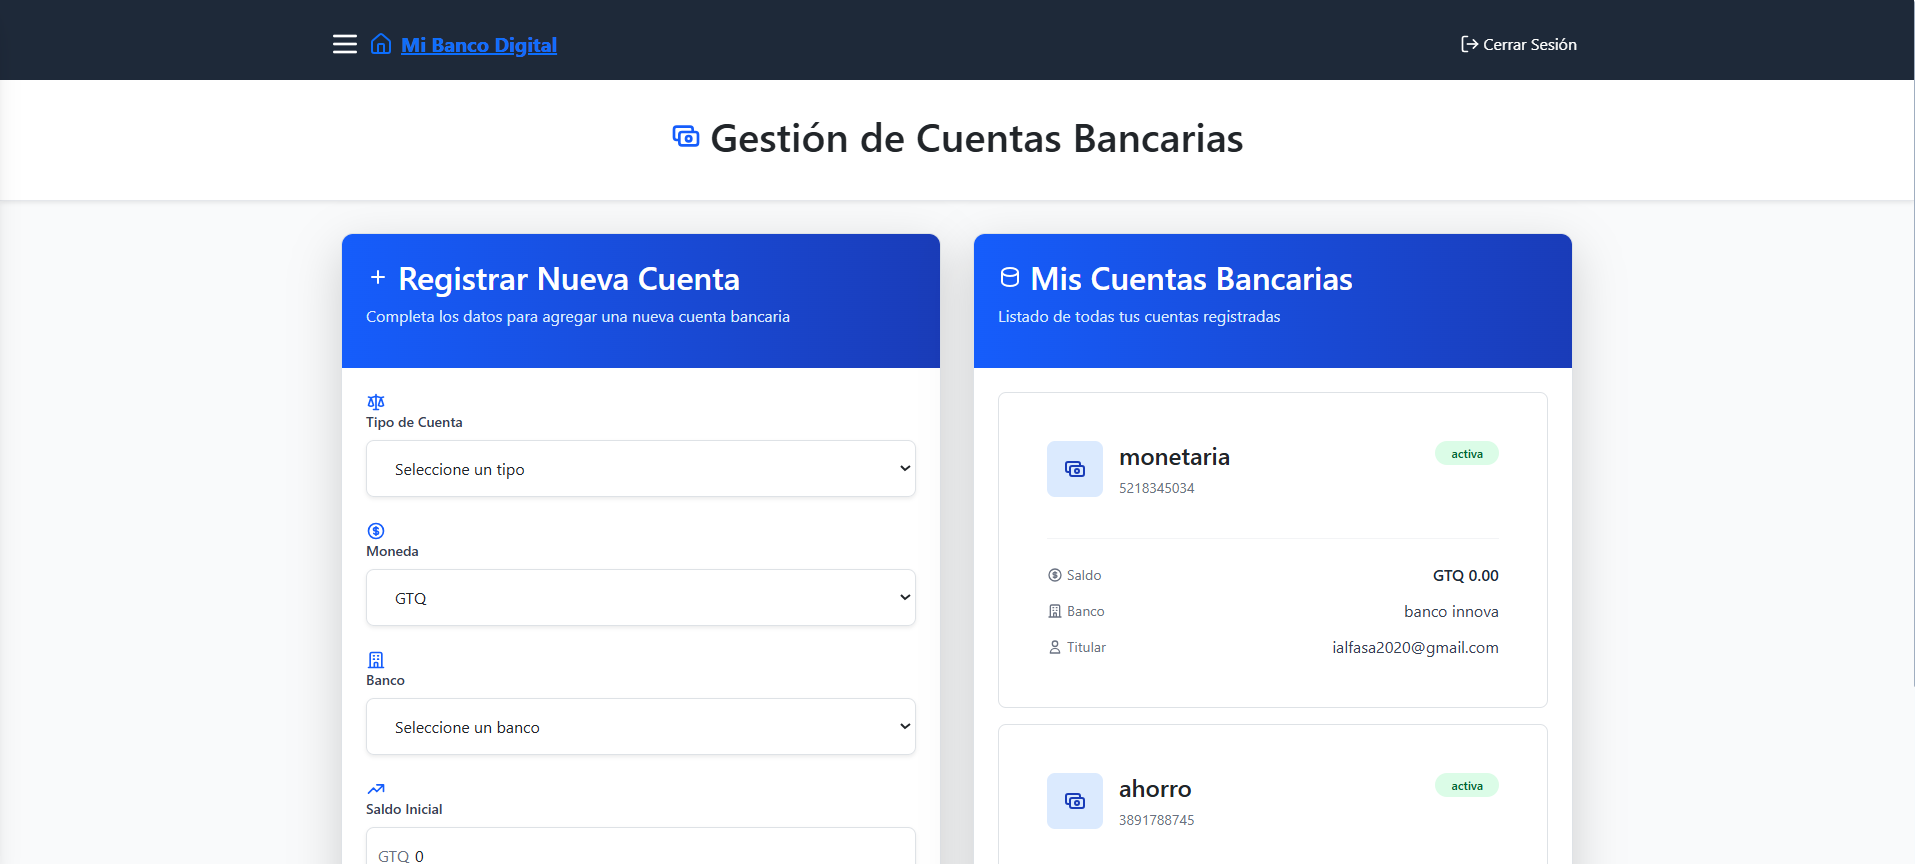 Mi Banco Digital
Cerrar Sesión
Gestión de Cuentas Bancarias
Registrar Nueva Cuenta
Completa los datos para agregar una nueva cuenta bancaria
Tipo de Cuenta
Seleccione un tipo
Moneda
GTQ
Banco
Seleccione un banco
Saldo Inicial
GTQ 0
Mis Cuentas Bancarias
Listado de todas tus cuentas registradas
monetaria
activa
5218345034
Saldo GTQ 0.00
Banco banco innova
Titular ialfasa2020@gmail.com
ahorro
activa
3891788745